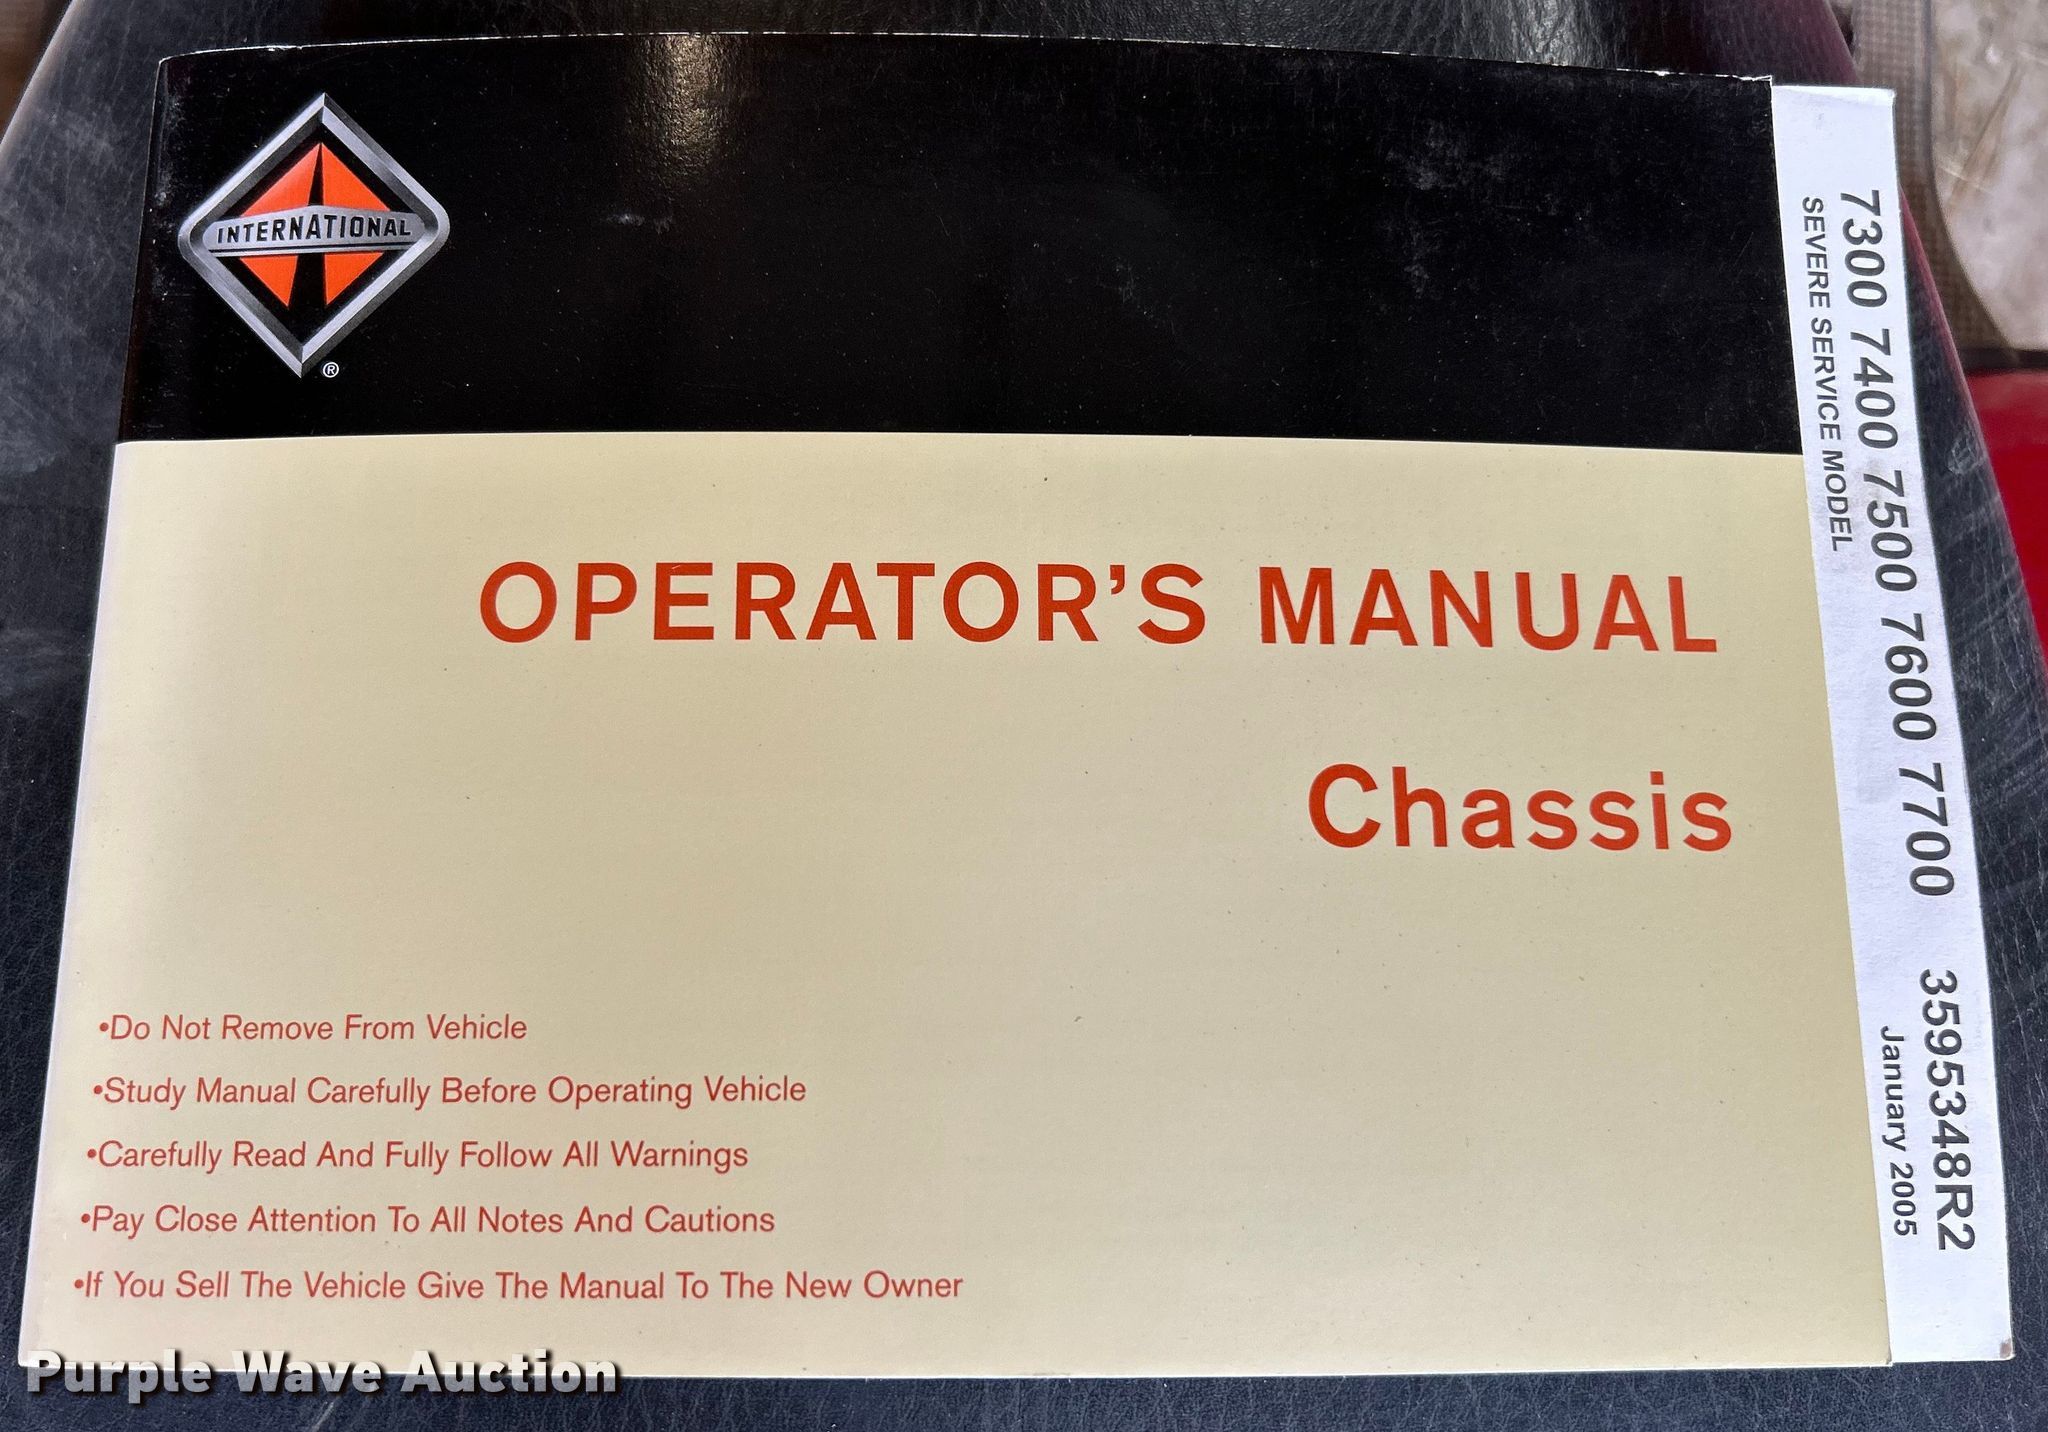 INTERNATIONAL
®
OPERATOR'S MANUAL
Chassis
•Do Not Remove From Vehicle
•Study Manual Carefully Before Operating Vehicle
•Carefully Read And Fully Follow All Warnings
•Pay Close Attention To All Notes And Cautions
•If You Sell The Vehicle Give The Manual To The New Owner
7300 7400 7500 7600 7700 3595348R2
SEVERE SERVICE MODEL January 2005
Purple Wave Auction